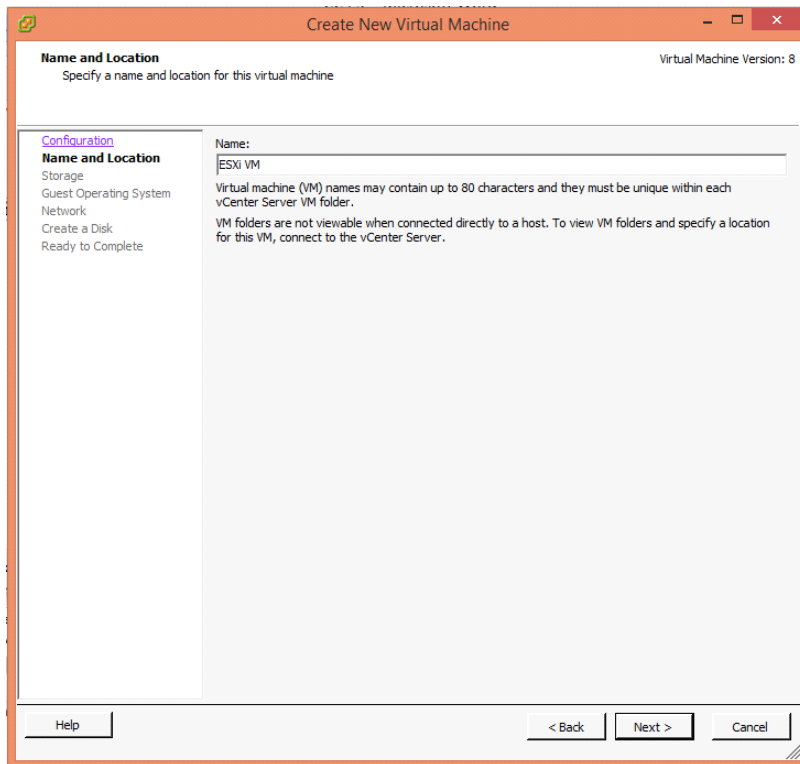 Create New Virtual Machine
Name and Location
Specify a name and location for this virtual machine
Virtual Machine Version: 8
Configuration
Name and Location
Storage
Guest Operating System
Network
Create a Disk
Ready to Complete
Name:
ESXi VM
Virtual machine (VM) names may contain up to 80 characters and they must be unique within each
vCenter Server VM folder.
VM folders are not viewable when connected directly to a host. To view VM folders and specify a location
for this VM, connect to the vCenter Server.
Help
< Back
Next >
Cancel